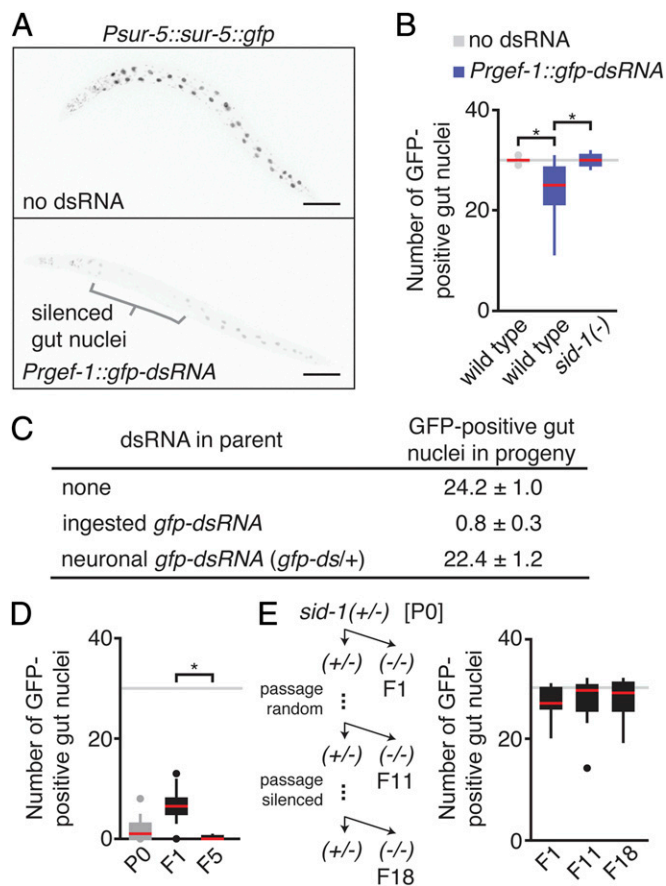 A
Psur-5::sur-5::gfp
no dsRNA
silenced
gut nuclei
Prgef-1::gfp-dsRNA
B
no dsRNA
Prgef-1::gfp-dsRNA
Number of GFP-
positive gut nuclei
40
20
0
*
*
wild type
wild type
sid-1(-)
C
dsRNA in parent
GFP-positive gut
nuclei in progeny
none 24.2 ± 1.0
ingested gfp-dsRNA 0.8 ± 0.3
neuronal gfp-dsRNA (gfp-ds/+) 22.4 ± 1.2
D
Number of GFP-
positive gut nuclei
40
20
0
*
P0
F1
F5
E
sid-1(+/-) [P0]
(+/-) (-/-)
F1
passage
random
(+/-) (-/-)
F11
passage
silenced
(+/-) (-/-)
F18
Number of GFP-
positive gut nuclei
40
20
0
F1
F11
F18